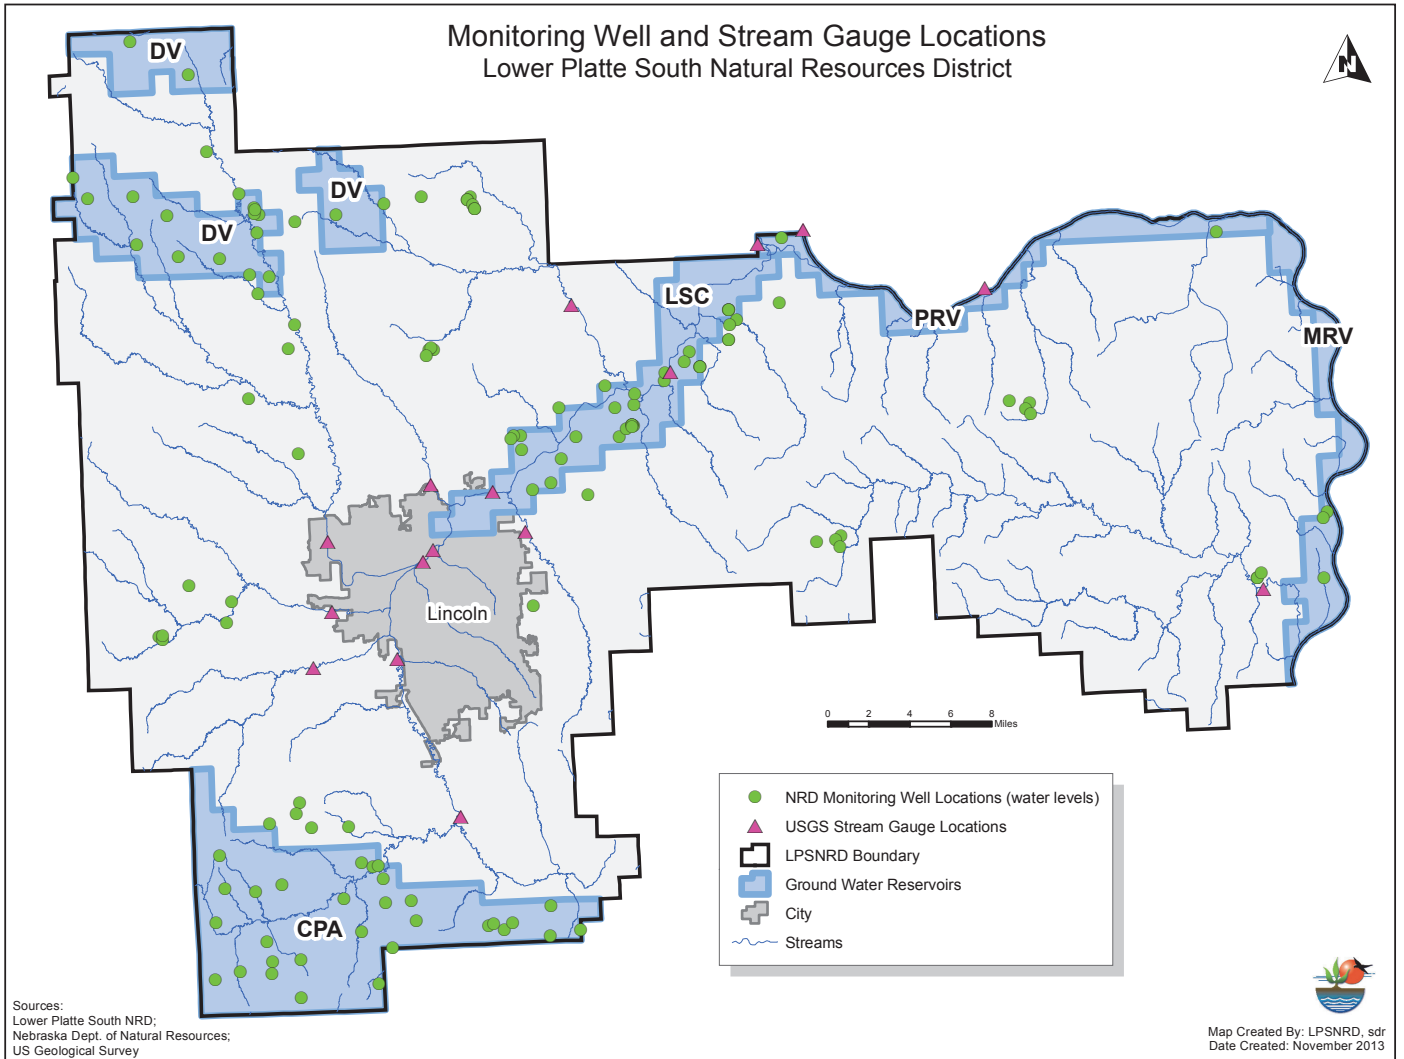 Monitoring Well and Stream Gauge Locations
Lower Platte South Natural Resources District
N
DV
DV
DV
LSC
PRV
MRV
Lincoln
0 2 4 6 8
Miles
NRD Monitoring Well Locations (water levels)
USGS Stream Gauge Locations
LPSNRD Boundary
Ground Water Reservoirs
City
Streams
CPA
Sources:
Lower Platte South NRD;
Nebraska Dept. of Natural Resources;
US Geological Survey
Map Created By: LPSNRD, sdr
Date Created: November 2013